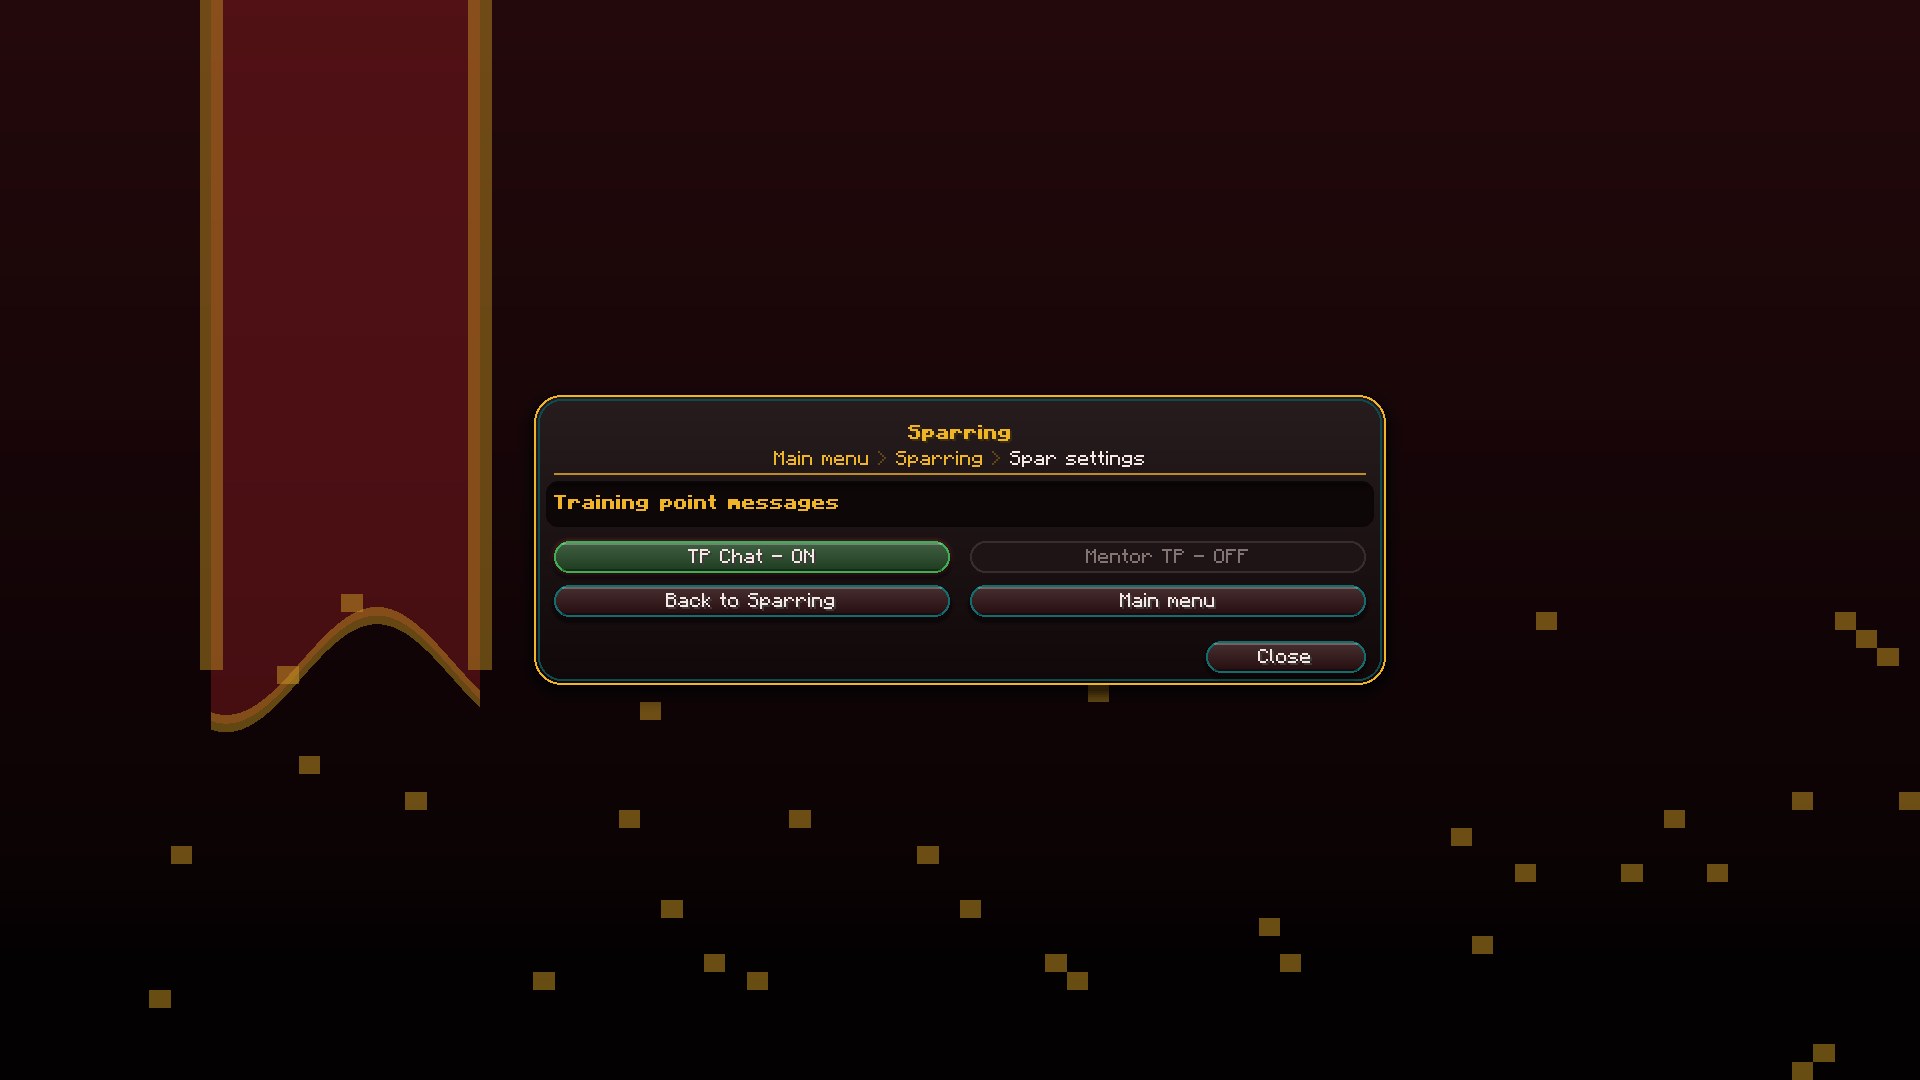 Sparring
Main menu > Sparring > Spar settings
Training point messages
TP Chat - ON
Mentor TP - OFF
Back to Sparring
Main menu
Close